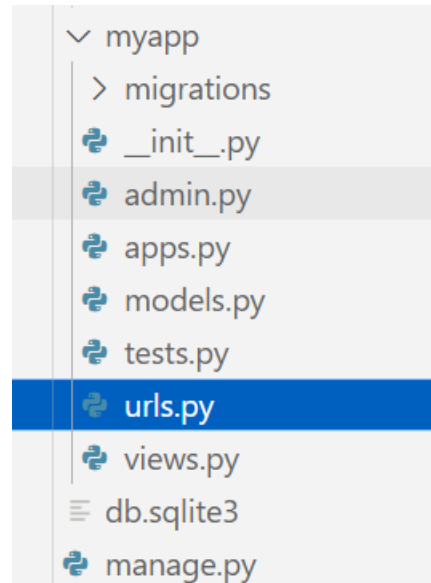 myapp
migrations
__init__.py
admin.py
apps.py
models.py
tests.py
urls.py
views.py
db.sqlite3
manage.py